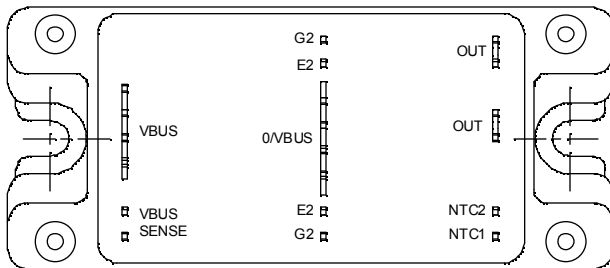 G2
OUT
E2
VBUS
0/VBUS
OUT
VBUS
SENSE
E2
G2
NTC2
NTC1